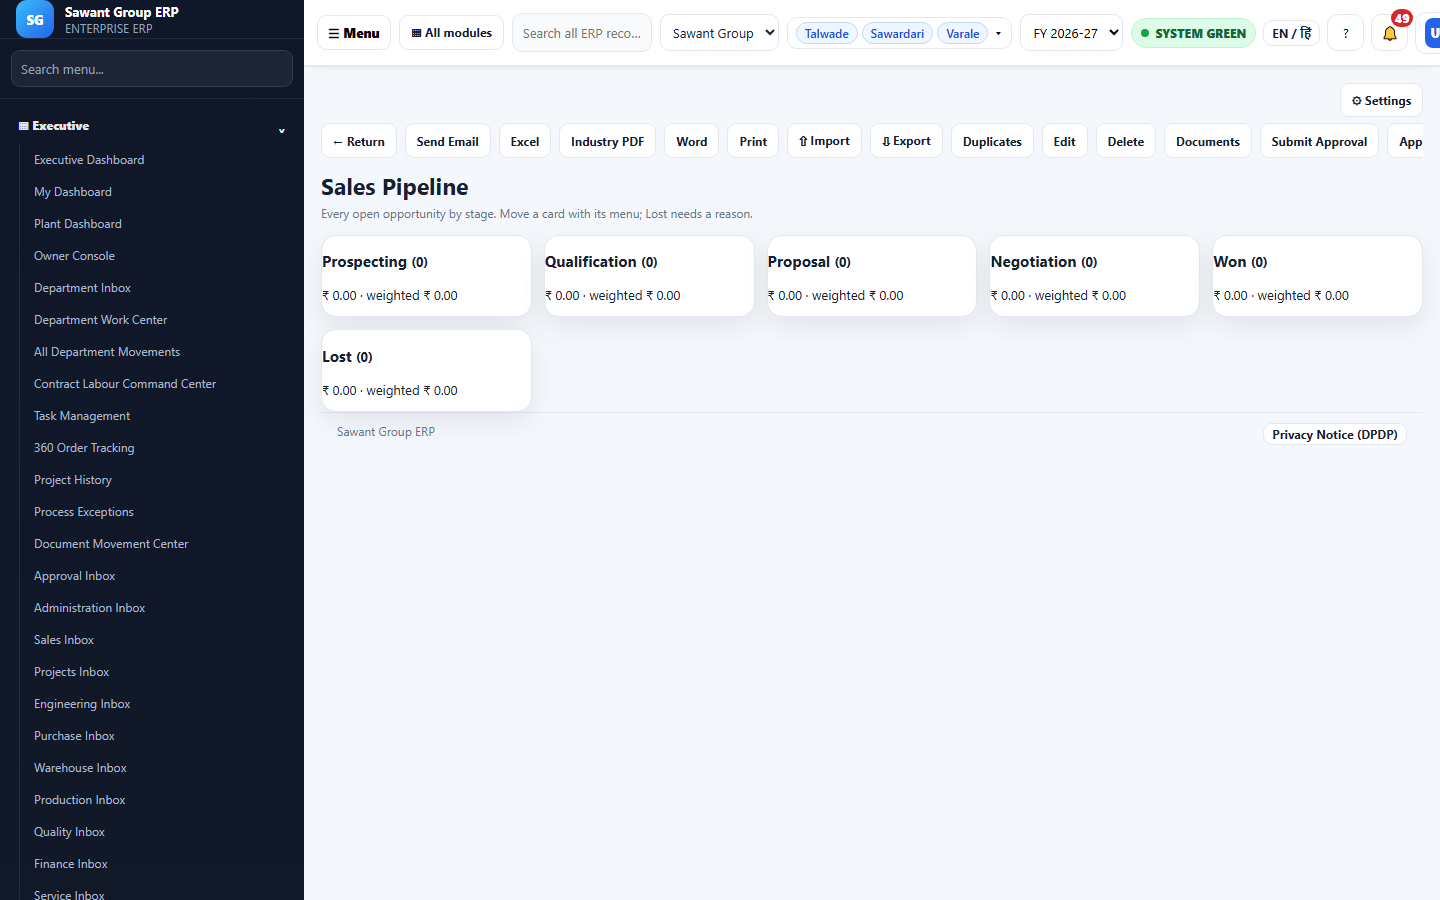 SG
Sawant Group ERP
ENTERPRISE ERP
☰ Menu
▦ All modules
Search all ERP reco...
Sawant Group
Talwade
Sawardari
Varale
FY 2026-27
SYSTEM GREEN
EN / हिं
?
49
U
Search menu...
▦ Executive
Executive Dashboard
My Dashboard
Plant Dashboard
Owner Console
Department Inbox
Department Work Center
All Department Movements
Contract Labour Command Center
Task Management
360 Order Tracking
Project History
Process Exceptions
Document Movement Center
Approval Inbox
Administration Inbox
Sales Inbox
Projects Inbox
Engineering Inbox
Purchase Inbox
Warehouse Inbox
Production Inbox
Quality Inbox
Finance Inbox
Service Inbox
⚙ Settings
← Return
Send Email
Excel
Industry PDF
Word
Print
⇧ Import
⇩ Export
Duplicates
Edit
Delete
Documents
Submit Approval
App
Sales Pipeline
Every open opportunity by stage. Move a card with its menu; Lost needs a reason.
Prospecting (0)
₹ 0.00 · weighted ₹ 0.00
Qualification (0)
₹ 0.00 · weighted ₹ 0.00
Proposal (0)
₹ 0.00 · weighted ₹ 0.00
Negotiation (0)
₹ 0.00 · weighted ₹ 0.00
Won (0)
₹ 0.00 · weighted ₹ 0.00
Lost (0)
₹ 0.00 · weighted ₹ 0.00
Sawant Group ERP
Privacy Notice (DPDP)